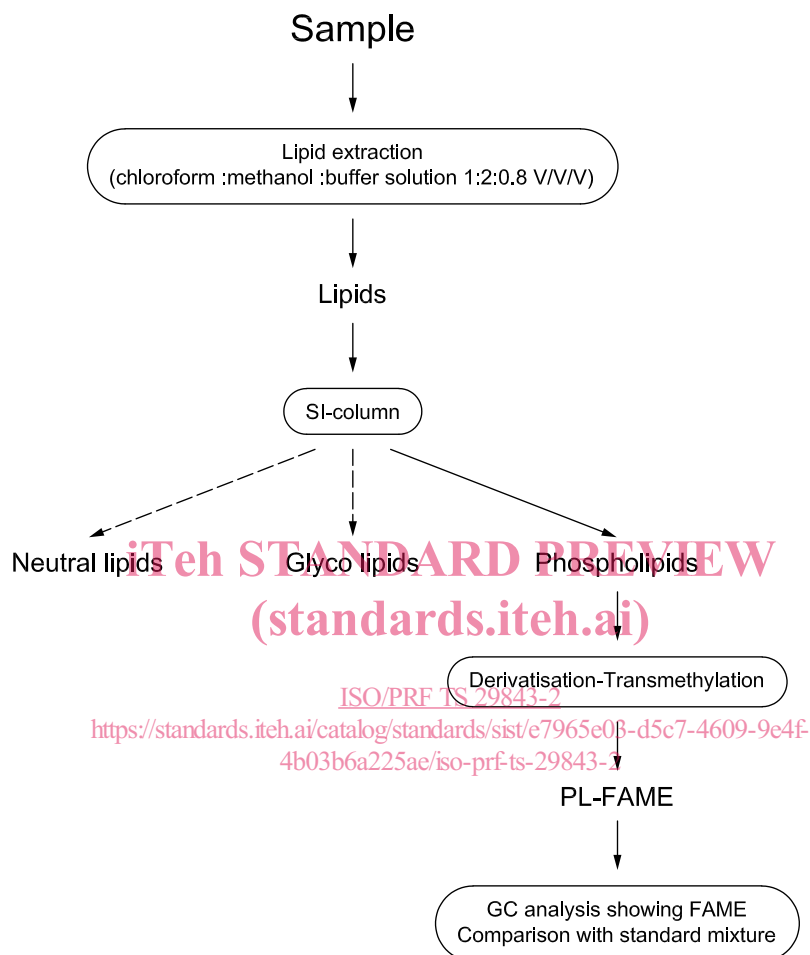 Sample
Lipid extraction
(chloroform :methanol :buffer solution 1:2:0.8 V/V/V)
Lipids
SI-column
Neutral lipids
Glyco lipids
Phospholipids
iTeh STANDARD PREVIEW
(standards.iteh.ai)
Derivatisation-Transmethylation
ISO/PRF TS 29843-2
https://standards.iteh.ai/catalog/standards/sist/e7965e03-d5c7-4609-9e4f-
4b03b6a225ae/iso-prf-ts-29843-2
PL-FAME
GC analysis showing FAME
Comparison with standard mixture